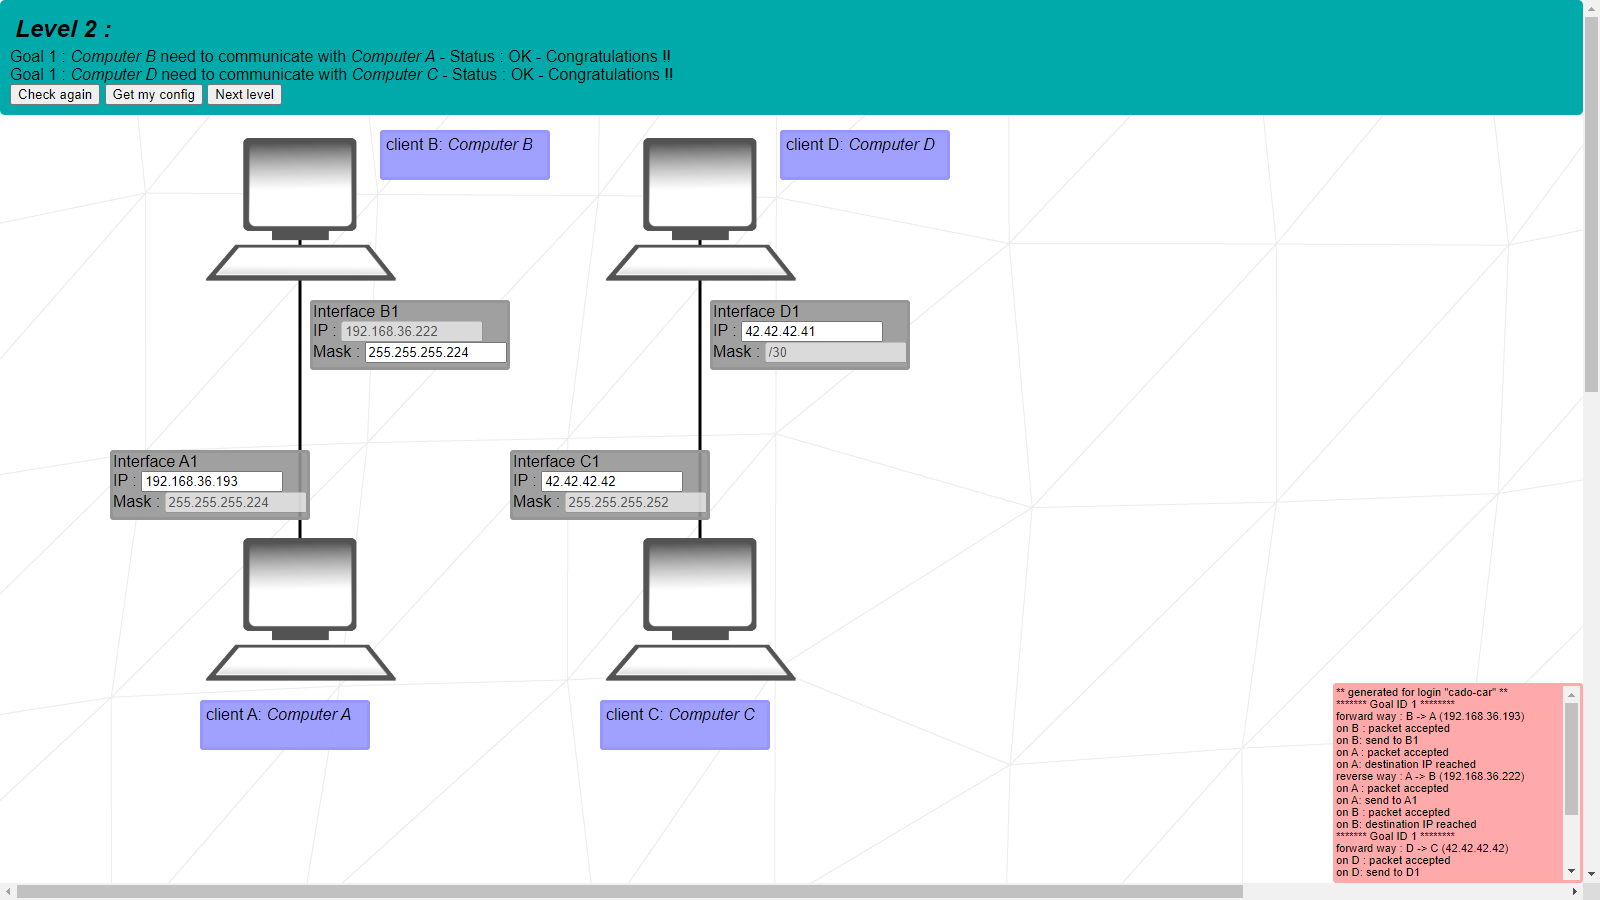 Level 2 :
Goal 1 : Computer B need to communicate with Computer A - Status : OK - Congratulations !!
Goal 1 : Computer D need to communicate with Computer C - Status : OK - Congratulations !!
Check again Get my config Next level
client B: Computer B
client D: Computer D
Interface B1
IP : 192.168.36.222
Mask : 255.255.255.224
Interface D1
IP : 42.42.42.41
Mask : /30
Interface A1
IP : 192.168.36.193
Mask : 255.255.255.224
Interface C1
IP : 42.42.42.42
Mask : 255.255.255.252
client A: Computer A
client C: Computer C
** generated for login "cado-car" **
******* Goal ID 1 ********
forward way : B -> A (192.168.36.193)
on B : packet accepted
on B: send to B1
on A : packet accepted
on A: destination IP reached
reverse way : A -> B (192.168.36.222)
on A : packet accepted
on A: send to A1
on B : packet accepted
on B: destination IP reached
******* Goal ID 1 ********
forward way : D -> C (42.42.42.42)
on D : packet accepted
on D: send to D1